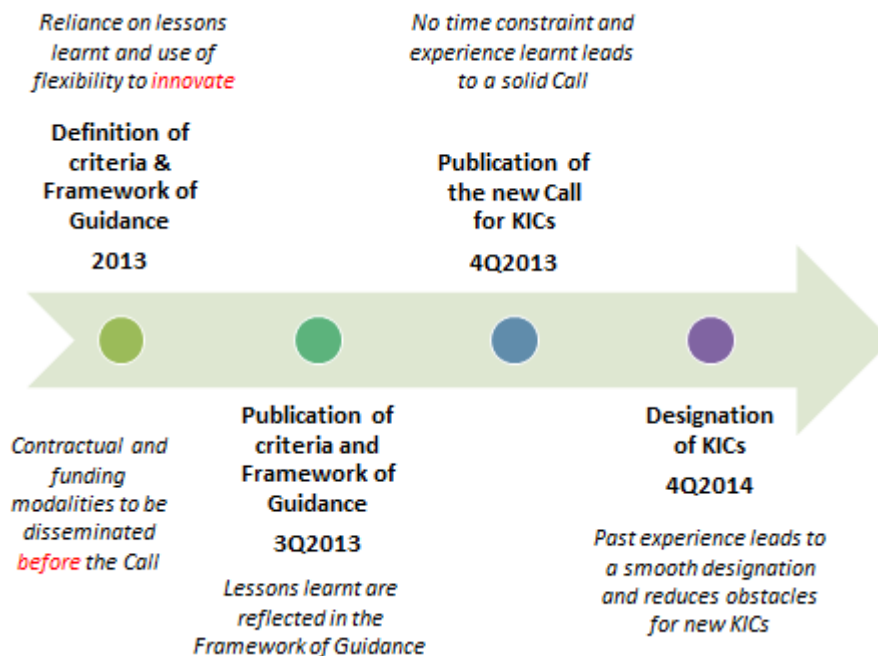 Reliance on lessons
learnt and use of
flexibility to innovate
Definition of
criteria &
Framework of
Guidance
2013
No time constraint and
experience learnt leads
to a solid Call
Publication of
the new Call
for KICs
4Q2013
Contractual and
funding
modalities to be
disseminated
before the Call
Publication of
criteria and
Framework of
Guidance
3Q2013
Lessons learnt are
reflected in the
Framework of Guidance
Designation
of KICs
4Q2014
Past experience leads to
a smooth designation
and reduces obstacles
for new KICs